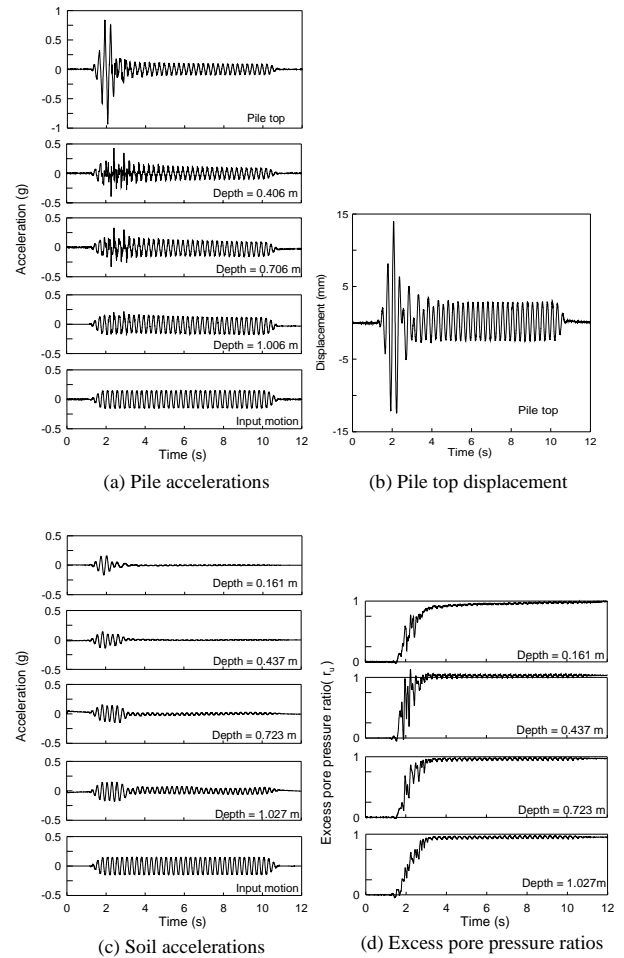 1
0.5
0
-0.5
-1
Pile top
0.5
0
-0.5
Depth = 0.406 m
0.5
0
-0.5
Depth = 0.706 m
0.5
0
-0.5
Depth = 1.006 m
0.5
0
-0.5
Input motion
0 2 4 6 8 10 12
Time (s)
Acceleration (g)
(a) Pile accelerations
15
5
-5
-15
Displacement (mm)
Pile top
0 2 4 6 8 10 12
Time (s)
(b) Pile top displacement
0.5
0
-0.5
Depth = 0.161 m
0.5
0
-0.5
Depth = 0.437 m
0.5
0
-0.5
Depth = 0.723 m
0.5
0
-0.5
Depth = 1.027 m
0.5
0
-0.5
Input motion
0 2 4 6 8 10 12
Time (s)
Acceleration (g)
(c) Soil accelerations
1
0
Depth = 0.161 m
1
0
Depth = 0.437 m
1
0
Depth = 0.723 m
1
0
Depth = 1.027m
0 2 4 6 8 10 12
Time (s)
Excess pore pressure ratio( ru)
(d) Excess pore pressure ratios